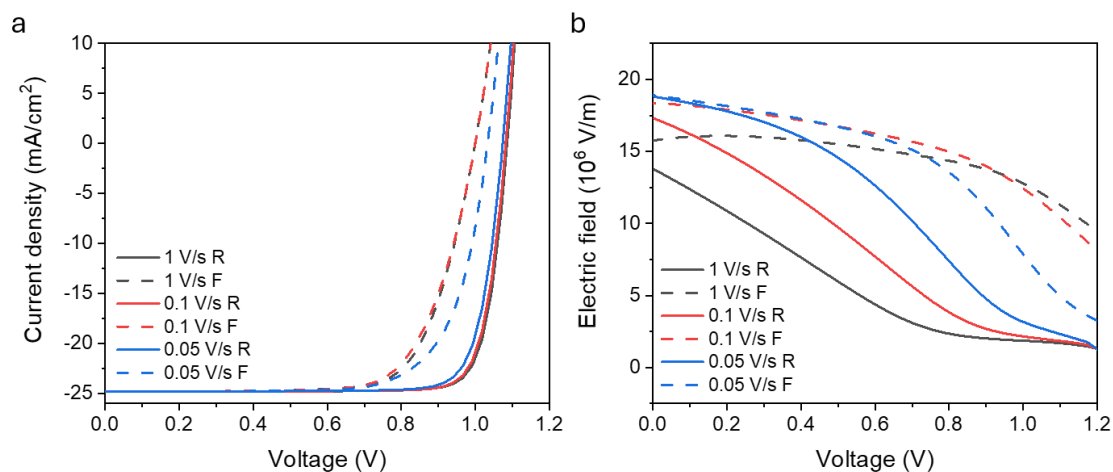 a
10
5
0
-5
-10
-15
-20
-25
Current density (mA/cm2)
1 V/s R
1 V/s F
0.1 V/s R
0.1 V/s F
0.05 V/s R
0.05 V/s F
0.0 0.2 0.4 0.6 0.8 1.0 1.2
Voltage (V)
b
20
15
10
5
0
Electric field (10⁶ V/m)
1 V/s R
1 V/s F
0.1 V/s R
0.1 V/s F
0.05 V/s R
0.05 V/s F
0.0 0.2 0.4 0.6 0.8 1.0 1.2
Voltage (V)